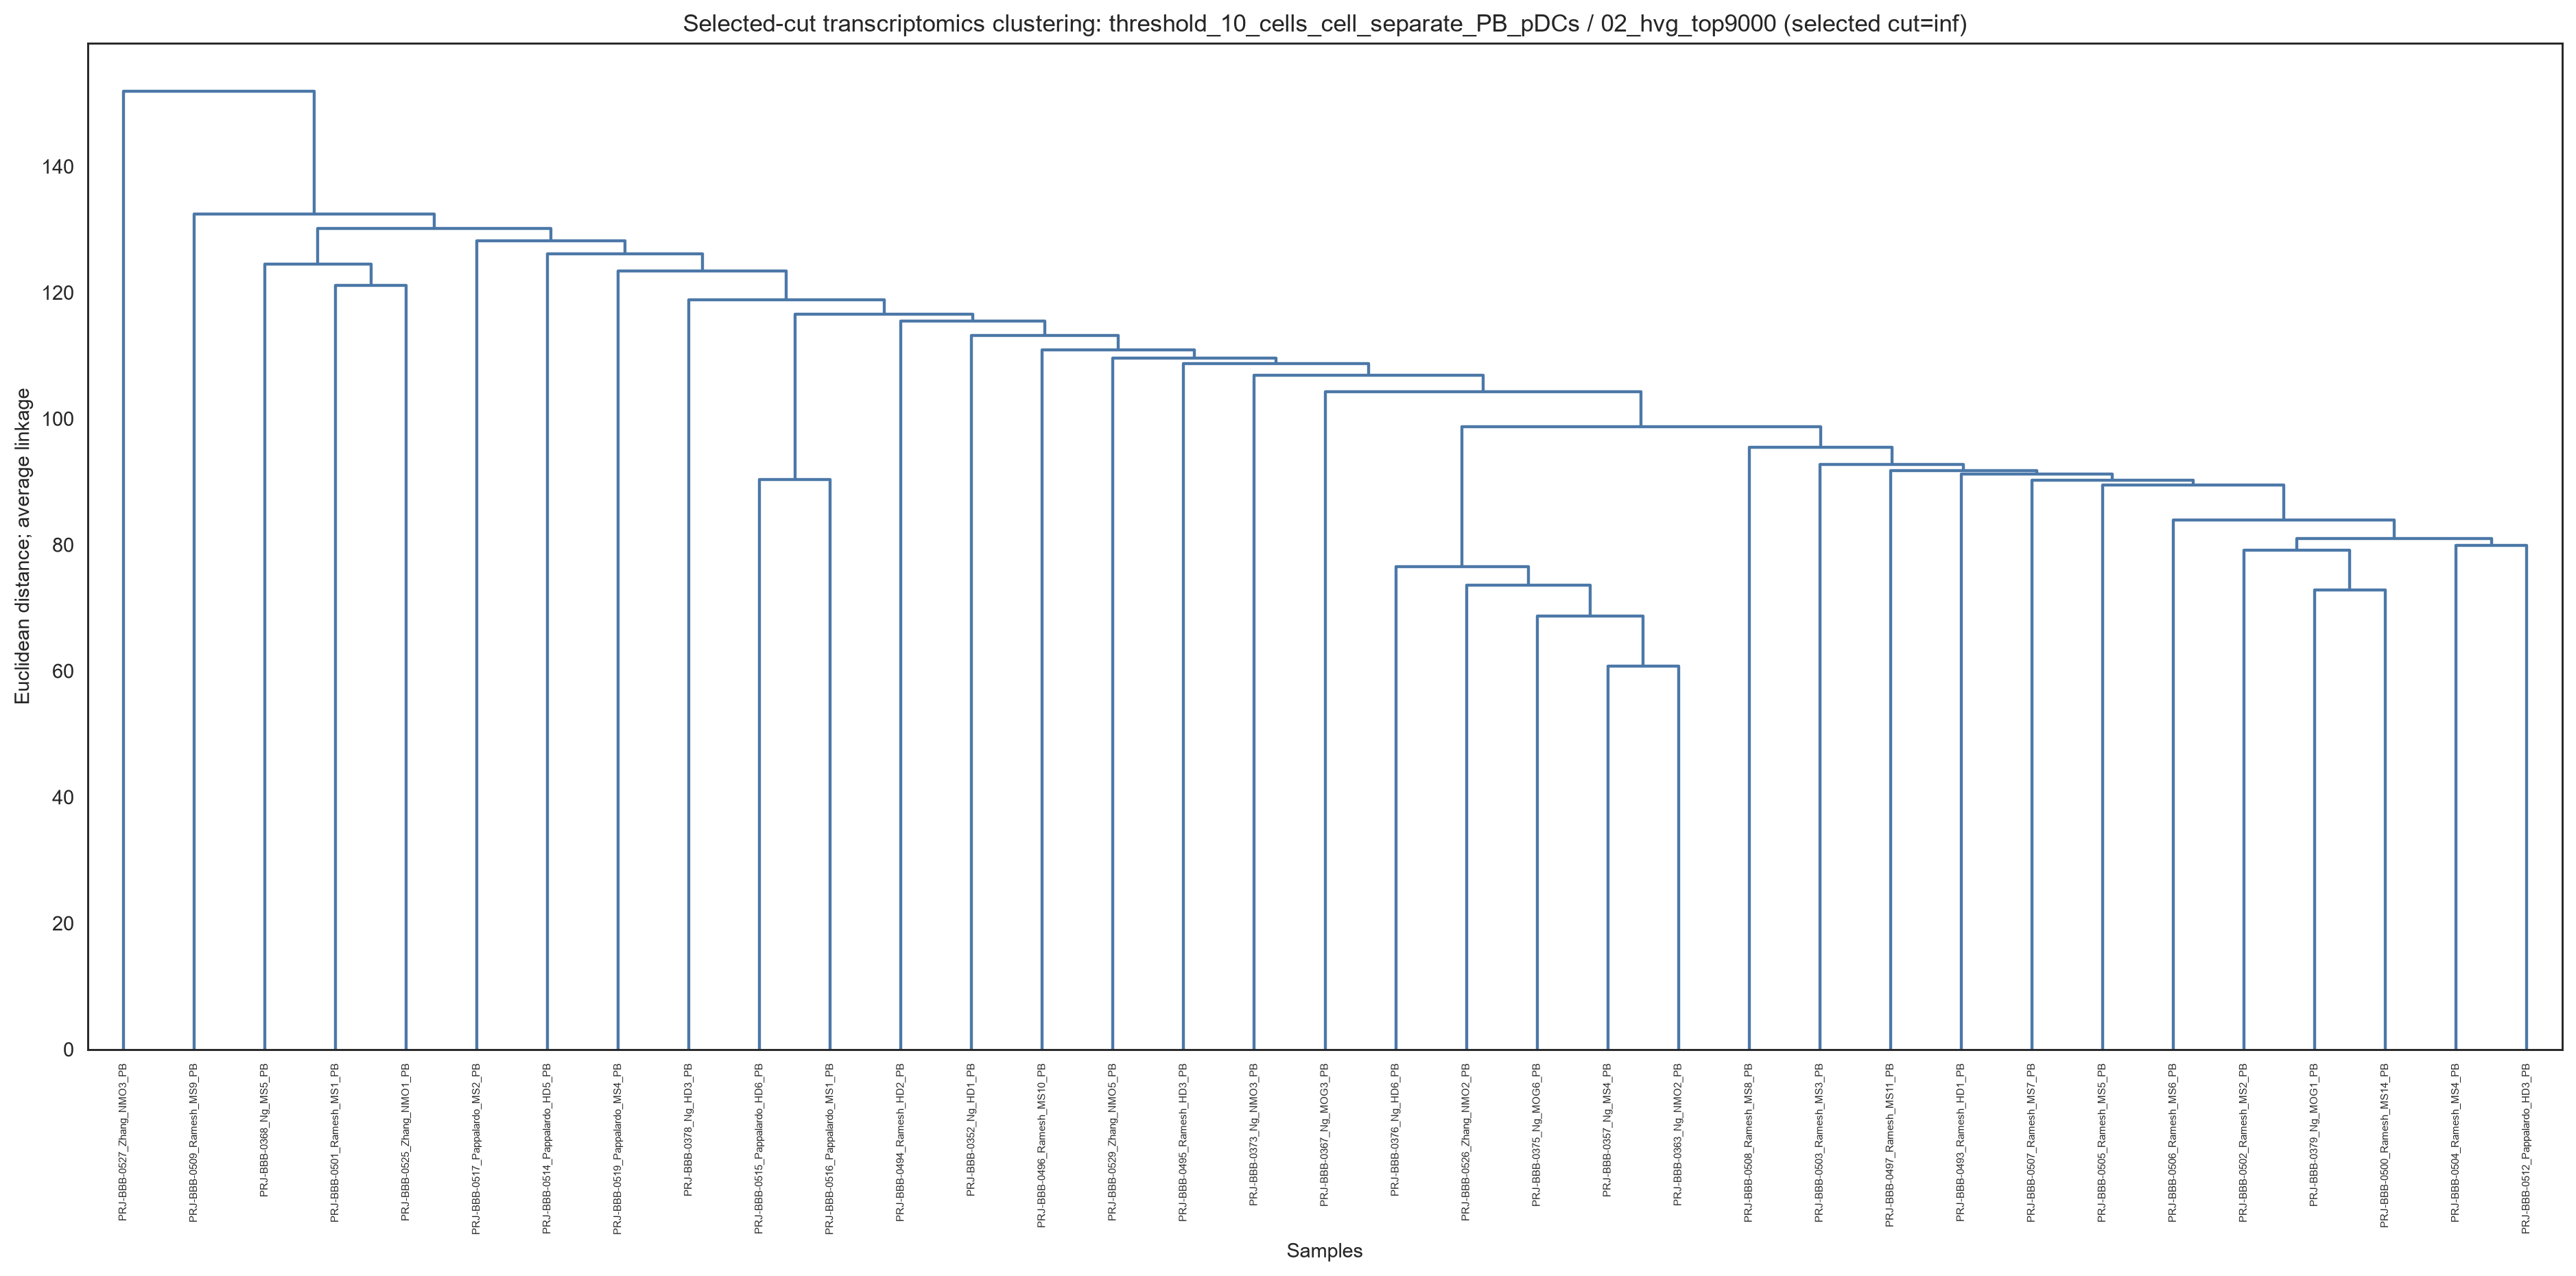 Selected-cut transcriptomics clustering: threshold_10_cells_cell_separate_PB_pDCs / 02_hvg_top9000 (selected cut=inf)
Euclidean distance; average linkage
140
120
100
80
60
40
20
0
PRJ-BBB-0527_Zhang_NMO3_PB
PRJ-BBB-0509_Ramesh_MS9_PB
PRJ-BBB-0368_Ng_MS5_PB
PRJ-BBB-0501_Ramesh_MS1_PB
PRJ-BBB-0525_Zhang_NMO1_PB
PRJ-BBB-0517_Pappalardo_MS2_PB
PRJ-BBB-0514_Pappalardo_HD5_PB
PRJ-BBB-0519_Pappalardo_MS4_PB
PRJ-BBB-0378_Ng_HD3_PB
PRJ-BBB-0515_Pappalardo_HD6_PB
PRJ-BBB-0516_Pappalardo_MS1_PB
PRJ-BBB-0494_Ramesh_HD2_PB
PRJ-BBB-0352_Ng_HD1_PB
PRJ-BBB-0496_Ramesh_MS10_PB
PRJ-BBB-0529_Zhang_NMO5_PB
PRJ-BBB-0495_Ramesh_HD3_PB
PRJ-BBB-0373_Ng_NMO3_PB
PRJ-BBB-0367_Ng_MOG3_PB
PRJ-BBB-0376_Ng_HD6_PB
PRJ-BBB-0526_Zhang_NMO2_PB
PRJ-BBB-0375_Ng_MOG6_PB
PRJ-BBB-0357_Ng_MS4_PB
PRJ-BBB-0363_Ng_NMO2_PB
PRJ-BBB-0508_Ramesh_MS8_PB
PRJ-BBB-0503_Ramesh_MS3_PB
PRJ-BBB-0497_Ramesh_MS11_PB
PRJ-BBB-0493_Ramesh_HD1_PB
PRJ-BBB-0507_Ramesh_MS7_PB
PRJ-BBB-0505_Ramesh_MS5_PB
PRJ-BBB-0506_Ramesh_MS6_PB
PRJ-BBB-0502_Ramesh_MS2_PB
PRJ-BBB-0379_Ng_MOG1_PB
PRJ-BBB-0500_Ramesh_MS14_PB
PRJ-BBB-0504_Ramesh_MS4_PB
PRJ-BBB-0512_Pappalardo_HD3_PB
Samples